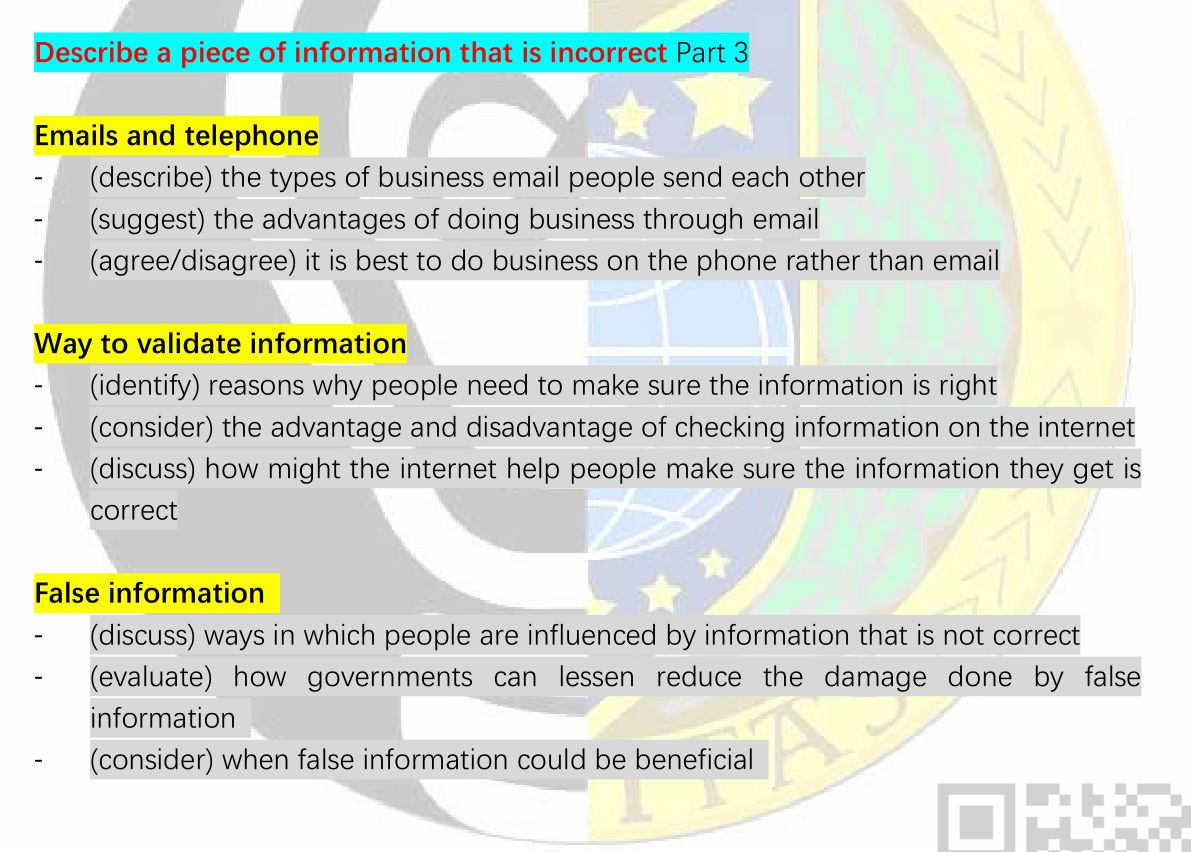 Describe a piece of information that is incorrect Part 3
Emails and telephone
- (describe) the types of business email people send each other
- (suggest) the advantages of doing business through email
- (agree/disagree) it is best to do business on the phone rather than email
Way to validate information
- (identify) reasons why people need to make sure the information is right
- (consider) the advantage and disadvantage of checking information on the internet
- (discuss) how might the internet help people make sure the information they get is
correct
False information
- (discuss) ways in which people are influenced by information that is not correct
- (evaluate) how governments can lessen reduce the damage done by false
information
- (consider) when false information could be beneficial